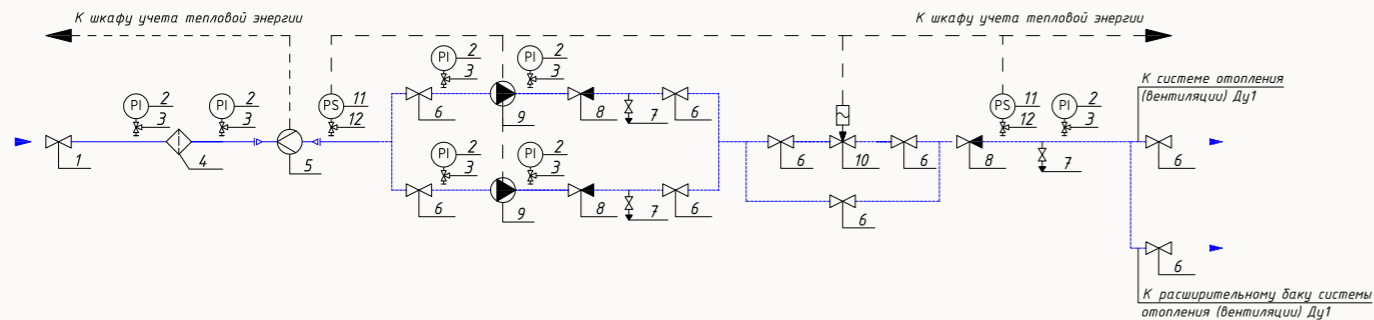 К шкафу учета тепловой энергии
К шкафу учета тепловой энергии
PI 2
3
PI 2
3
PI 2
3
PI 2
3
PS 11
12
PS 11
12
PI 2
3
К системе отопления
(вентиляции) Ду1
6
9
8
7
6
1
4
5
PI 2
3
PI 2
3
6
10
6
8
7
6
6
9
8
7
6
6
6
К расширительному баку системы
отопления (вентиляции) Ду1